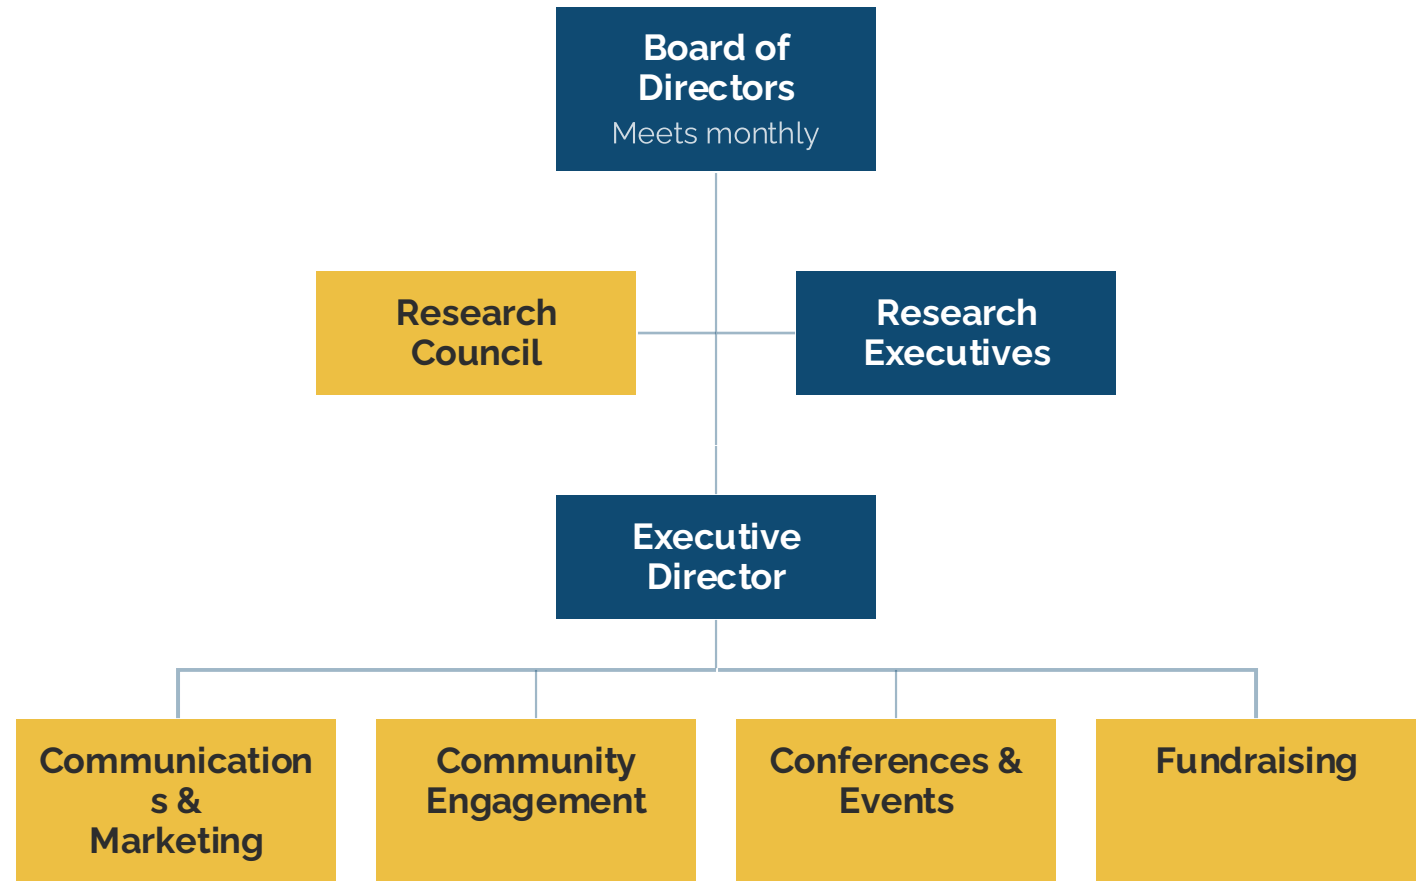 Board of
Directors
Meets monthly
Research
Council
Research
Executives
Executive
Director
Communication
s &
Marketing
Community
Engagement
Conferences &
Events
Fundraising